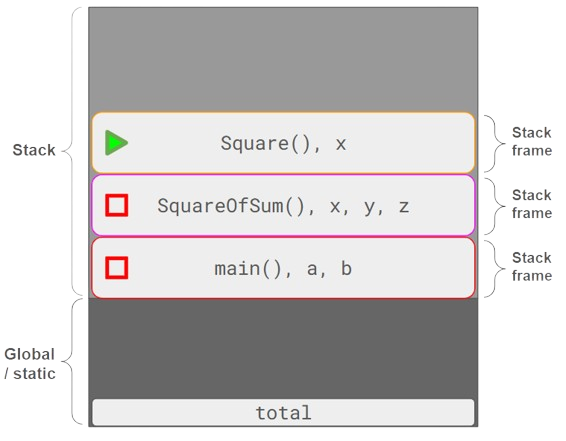 Square(), x
Stack
frame
Stack
SquareOfSum(), x, y, z
Stack
frame
main(), a, b
Stack
frame
Global
/ static
total